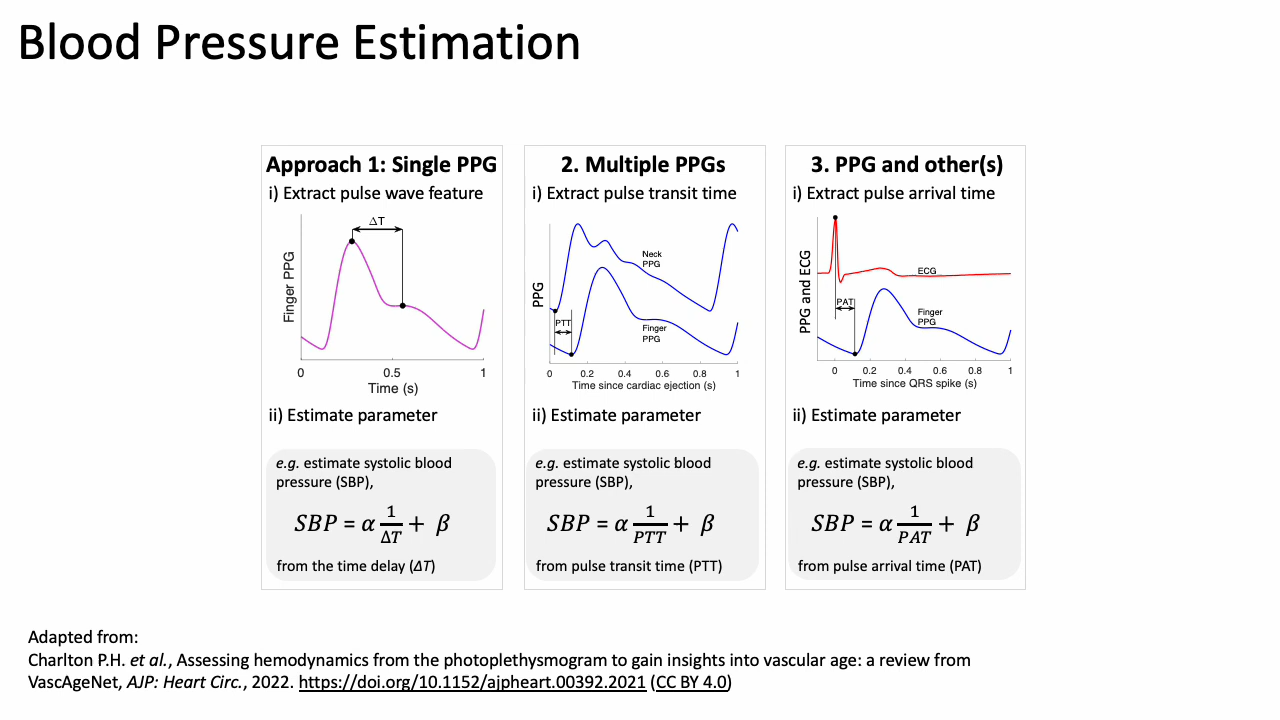 Blood Pressure Estimation
Approach 1: Single PPG
i) Extract pulse wave feature
ΔT
Finger PPG
0
0.5
1
Time (s)
ii) Estimate parameter
e.g. estimate systolic blood
pressure (SBP),
SBP = α 1/ΔT + β
from the time delay (ΔT)
2. Multiple PPGs
i) Extract pulse transit time
PPG
Neck
PPG
PTT
Finger
PPG
0 0.2 0.4 0.6 0.8 1
Time since cardiac ejection (s)
ii) Estimate parameter
e.g. estimate systolic blood
pressure (SBP),
SBP = α 1/PTT + β
from pulse transit time (PTT)
3. PPG and other(s)
i) Extract pulse arrival time
PPG and ECG
ECG
PAT
Finger
PPG
0 0.2 0.4 0.6 0.8 1
Time since QRS spike (s)
ii) Estimate parameter
e.g. estimate systolic blood
pressure (SBP),
SBP = α 1/PAT + β
from pulse arrival time (PAT)
Adapted from:
Charlton P.H. et al., Assessing hemodynamics from the photoplethysmogram to gain insights into vascular age: a review from
VascAgeNet, AJP: Heart Circ., 2022. https://doi.org/10.1152/ajpheart.00392.2021 (CC BY 4.0)